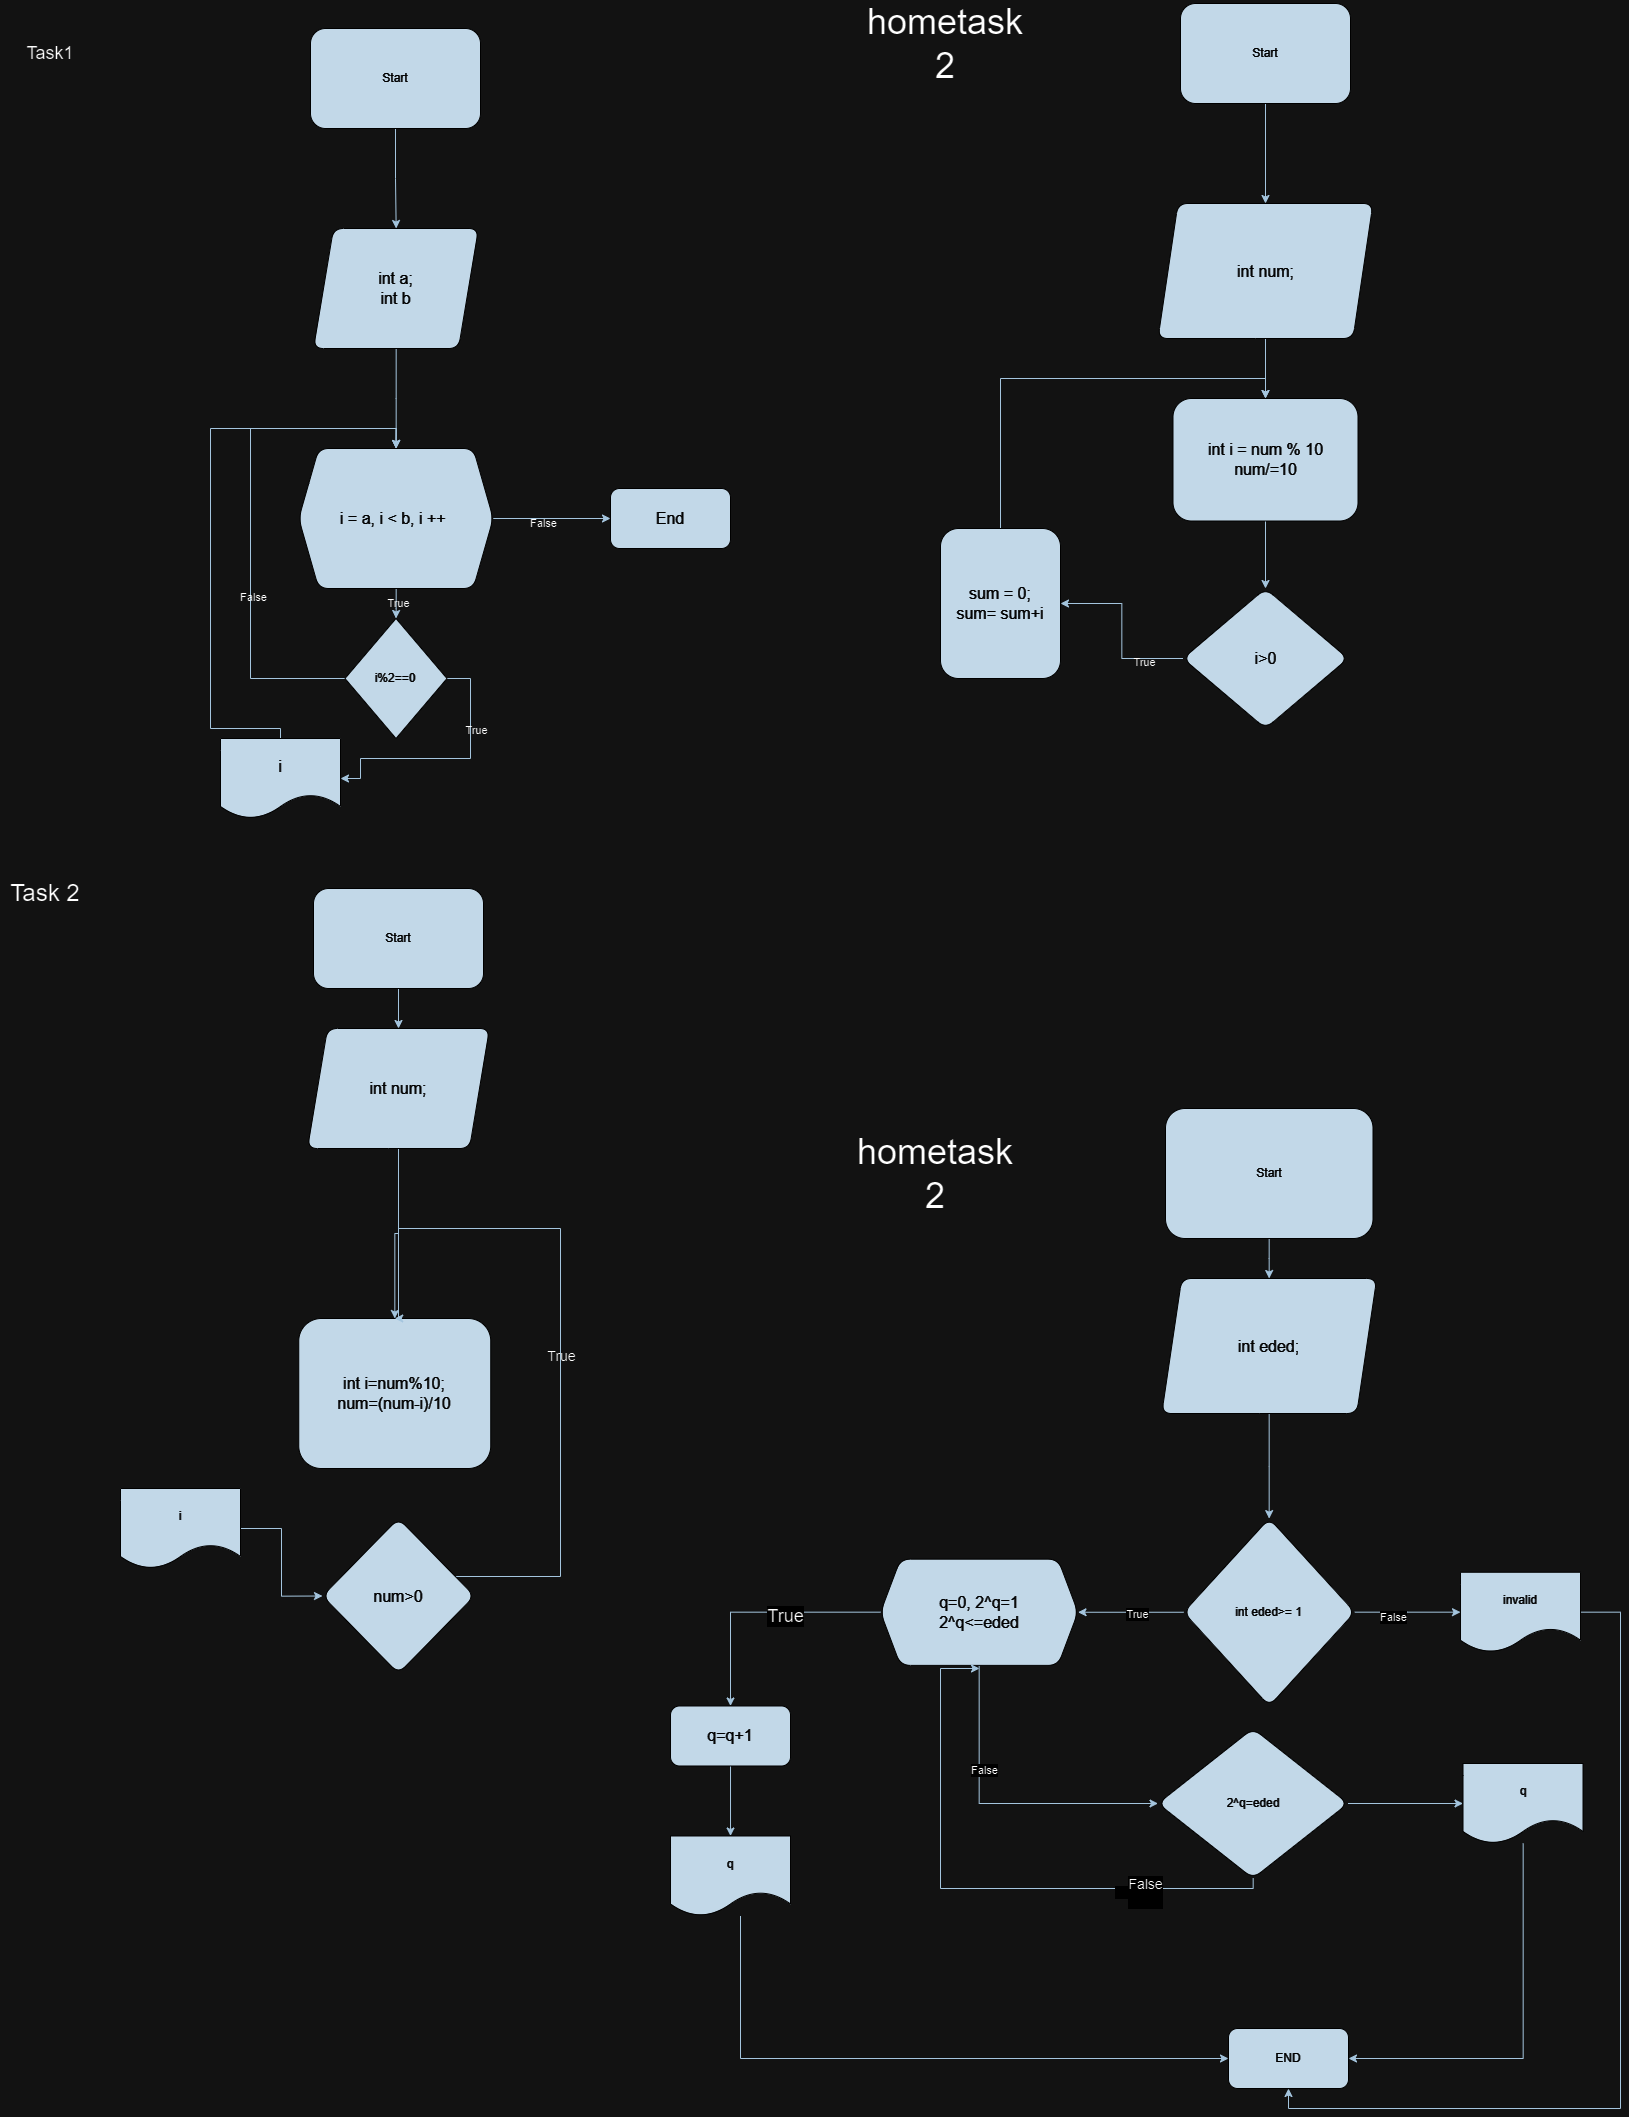 Task1
Start
int a;
int b
i = a, i < b, i ++
False
End
True
False
i%2==0
True
i
hometask
2
Start
int num;
int i = num % 10
num/=10
sum = 0;
sum= sum+i
True
i>0
Task 2
Start
int num;
True
int i=num%10;
num=(num-i)/10
i
num>0
hometask
2
Start
int eded;
int eded>= 1
True
False
invalid
q=0, 2^q=1
2^q<=eded
True
q=q+1
q
False
2^q=eded
q
False
END